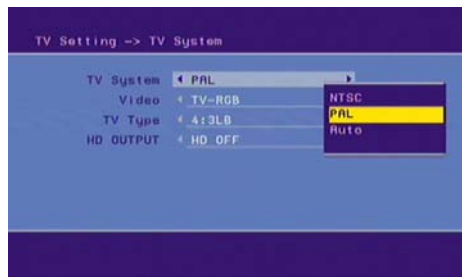 TV Setting -> TV System
TV System PAL
Video TV-RGB
TV Type 4:3LB
HD OUTPUT HD OFF
NTSC
PAL
Auto